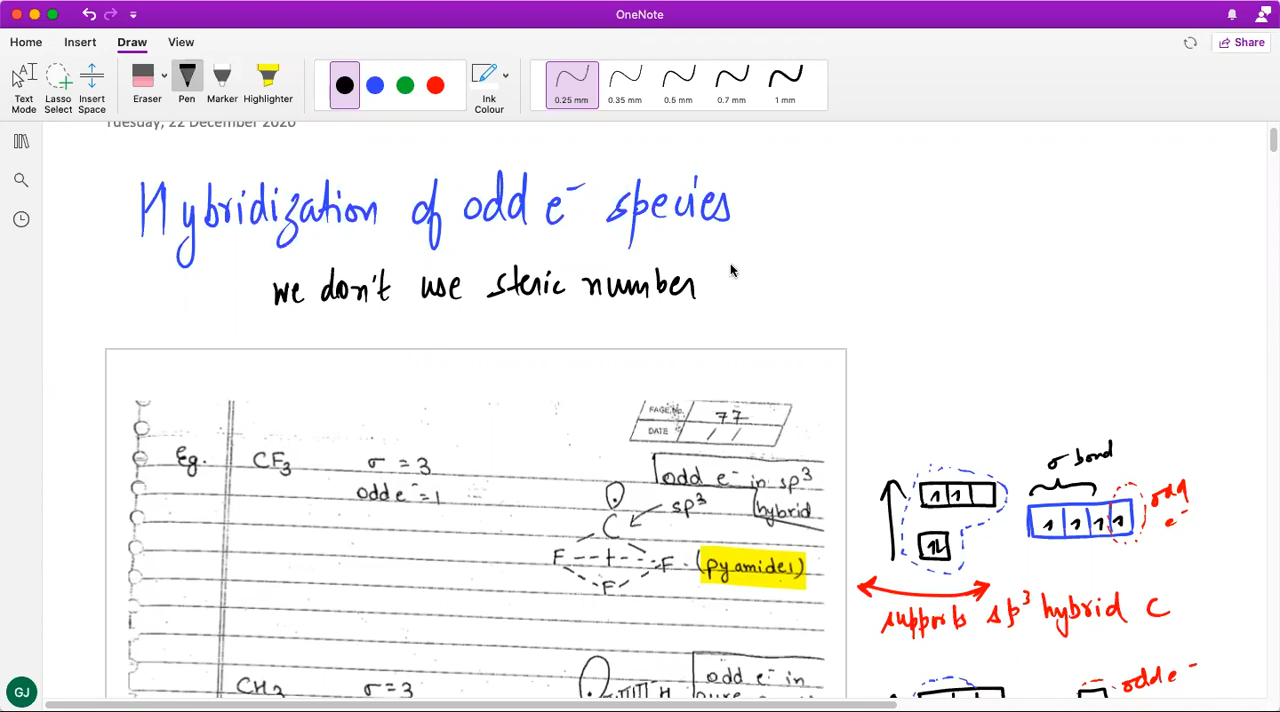 OneNote
Home Insert Draw View
Share
Text Mode
Lasso Select
Insert Space
Eraser
Pen
Marker
Highlighter
Ink Colour
0.25 mm
0.35 mm
0.5 mm
0.7 mm
1 mm
Tuesday, 22 December 2020
Hybridization of odd e⁻ species
we don't use steric number
PAGE No. 77
DATE / /
Eg. CF₃ σ = 3
odd e⁻ = 1
odd e⁻ in sp³
hybrid
sp³
C
F F
F
(pyamides)
σ bond
odd
e⁻
supports sp³ hybrid C
CH₃ σ = 3
H
odd e⁻ in
odd e⁻
GJ